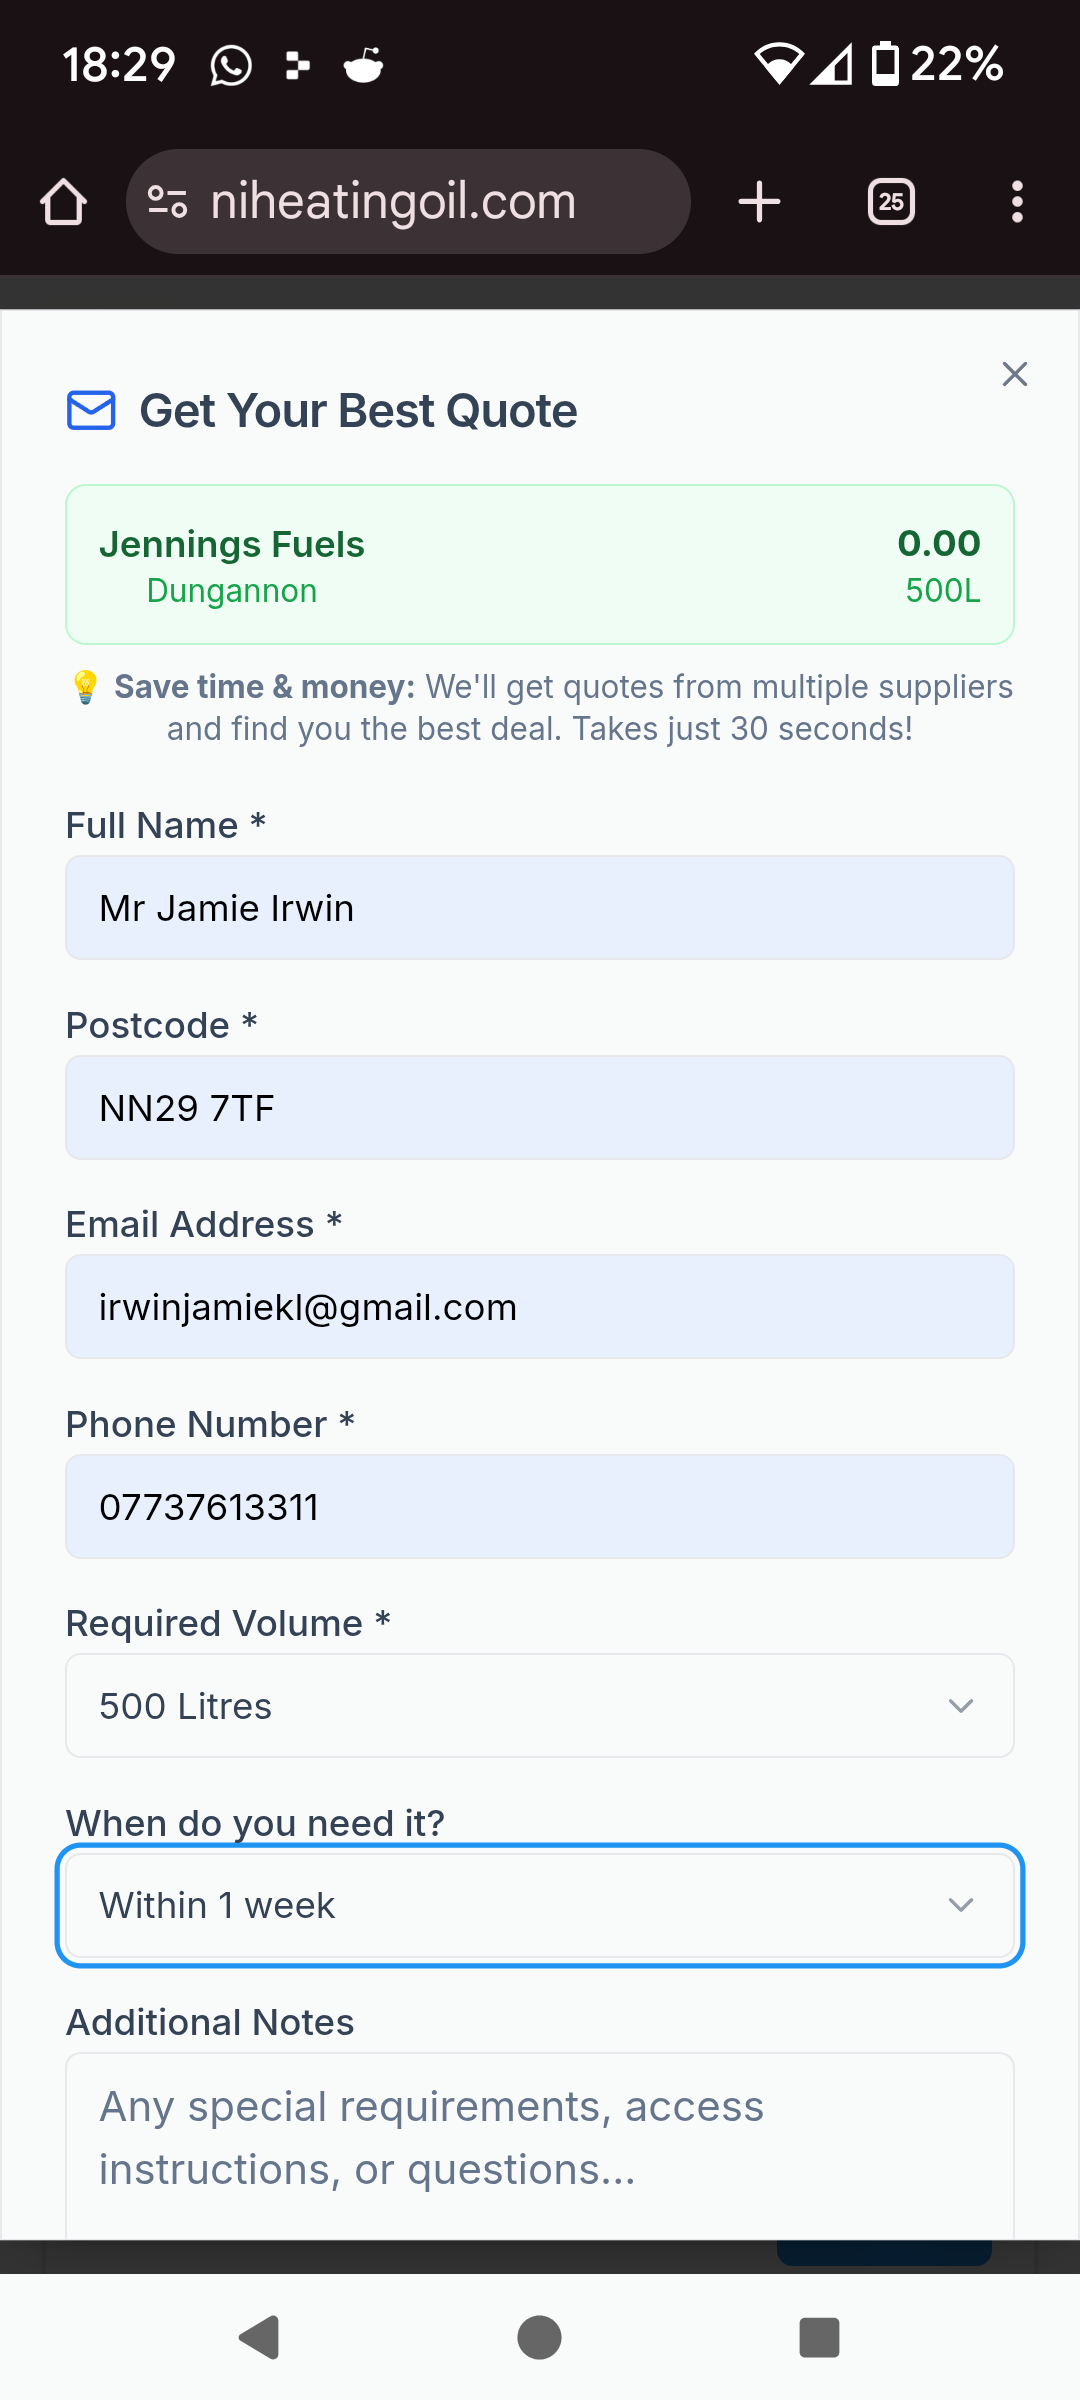 18:29
22%
niheatingoil.com
25
Get Your Best Quote
Jennings Fuels 0.00
Dungannon 500L
💡 Save time & money: We'll get quotes from multiple suppliers
and find you the best deal. Takes just 30 seconds!
Full Name *
Mr Jamie Irwin
Postcode *
NN29 7TF
Email Address *
irwinjamiekl@gmail.com
Phone Number *
07737613311
Required Volume *
500 Litres
When do you need it?
Within 1 week
Additional Notes
Any special requirements, access
instructions, or questions...